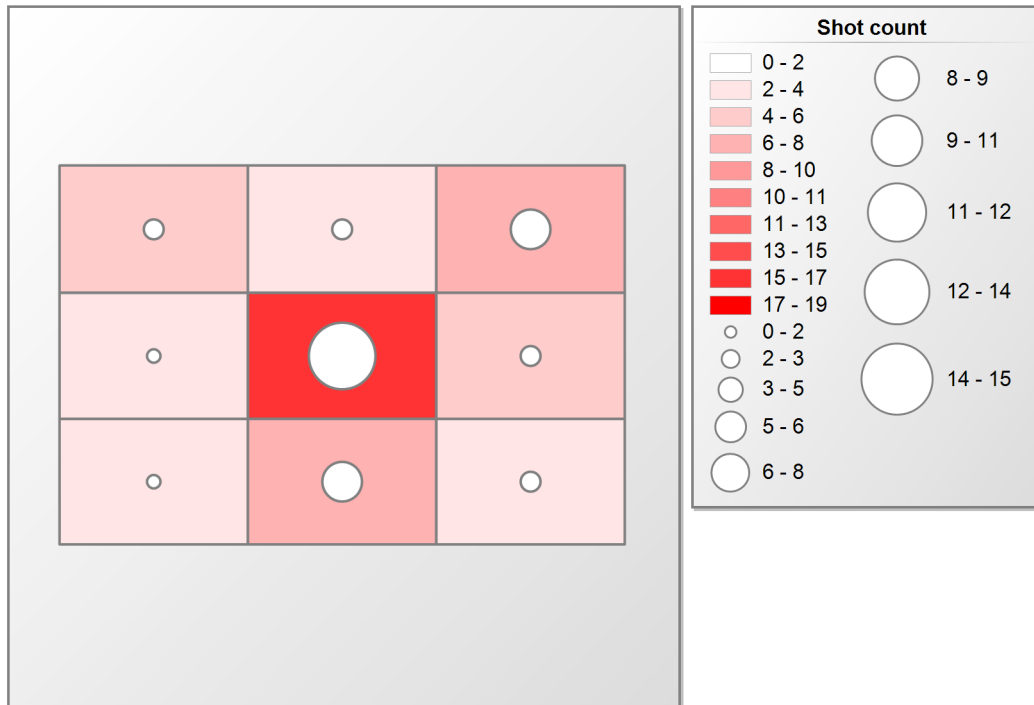 Shot count
0 - 2
2 - 4
4 - 6
6 - 8
8 - 10
10 - 11
11 - 13
13 - 15
15 - 17
17 - 19
0 - 2
2 - 3
3 - 5
5 - 6
6 - 8
8 - 9
9 - 11
11 - 12
12 - 14
14 - 15